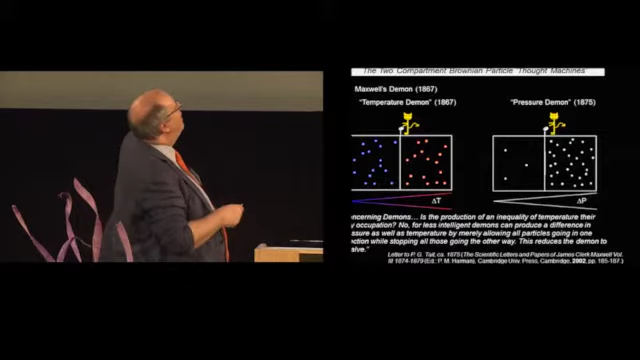 The Two Compartment Brownian Particle Thought Machines
Maxwell's Demon (1867)
"Temperature Demon" (1867)
"Pressure Demon" (1875)
ΔT
ΔP
ncerning Demons... Is the production of an inequality of temperature their
y occupation? No, for less intelligent demons can produce a difference in
ssure as well as temperature by merely allowing all particles going in one
ction while stopping all those going the other way. This reduces the demon to
alve."
Letter to P. G. Tait, ca. 1875 (The Scientific Letters and Papers of James Clerk Maxwell Vol.
III 1874-1879 (Ed.: P. M. Harman), Cambridge Univ. Press, Cambridge, 2002, pp. 185-187.)